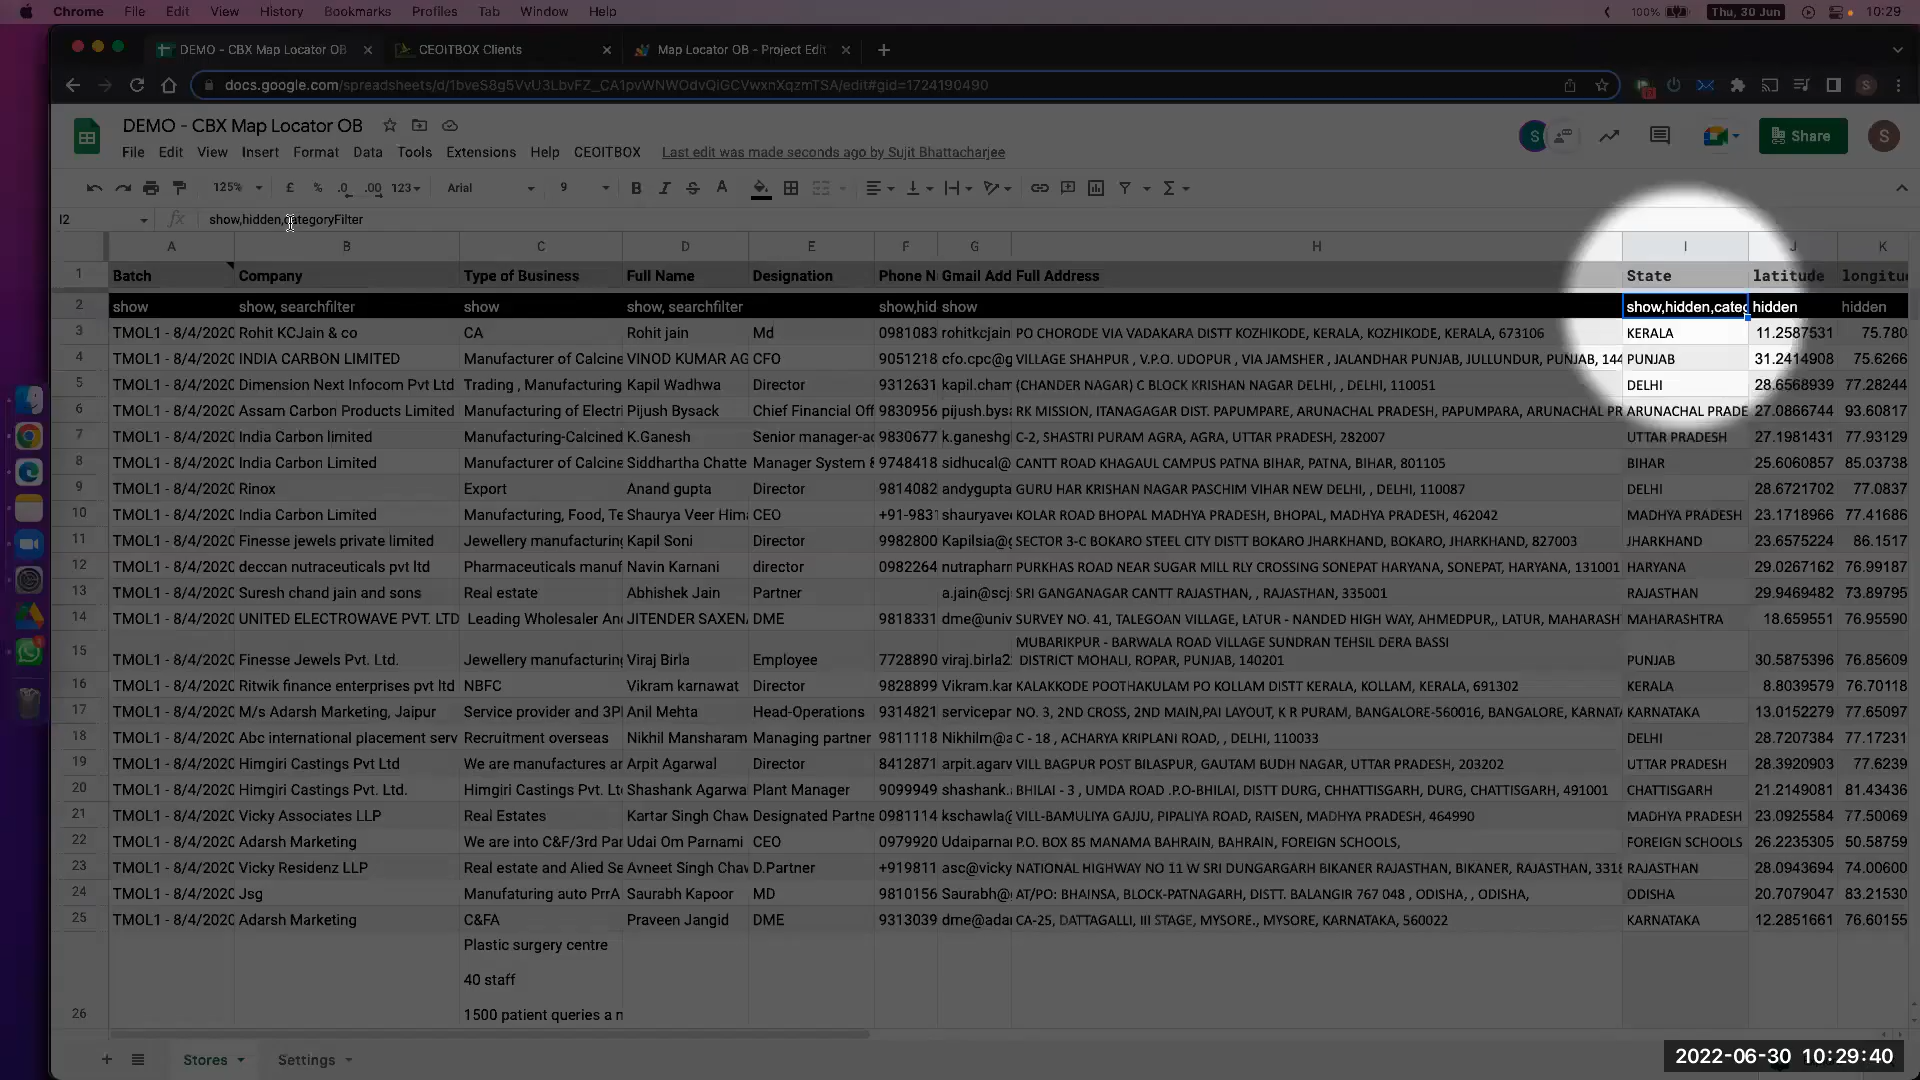 Chrome File Edit View History Bookmarks Profiles Tab Window Help 100% Thu, 30 Jun 10:29
DEMO - CBX Map Locator OB CEOITBOX Clients Map Locator OB - Project Edit
docs.google.com/spreadsheets/d/1bveS8g5VvU3LbvFZ_CA1pvWNWOdvQiGCVwxnXqzmTSA/edit#gid=1724190490
DEMO - CBX Map Locator OB
S Share S
File Edit View Insert Format Data Tools Extensions Help CEOITBOX Last edit was made seconds ago by Sujit Bhattacharjee
125% £ % .0 .00 123 Arial 9 B I S A
I2 fx show,hidden,categoryFilter
A B C D E F G H I J K
1 Batch Company Type of Business Full Name Designation Phone N Gmail Add Full Address State latitude longitu
2 show show, searchfilter show show, searchfilter show,hid show show,hidden,categ hidden hidden
3 TMOL1 - 8/4/2020 Rohit KCJain & co CA Rohit jain Md 0981083 rohitkcjain PO CHORODE VIA VADAKARA DISTT KOZHIKODE, KERALA, KOZHIKODE, KERALA, 673106 KERALA 11.2587531 75.780
4 TMOL1 - 8/4/2020 INDIA CARBON LIMITED Manufacturer of Calcine VINOD KUMAR AG CFO 9051218 cfo.cpc@g VILLAGE SHAHPUR , V.P.O. UDOPUR , VIA JAMSHER , JALANDHAR PUNJAB, JULLUNDUR, PUNJAB, 144 PUNJAB 31.2414908 75.6266
5 TMOL1 - 8/4/2020 Dimension Next Infocom Pvt Ltd Trading , Manufacturing Kapil Wadhwa Director 9312631 kapil.cham (CHANDER NAGAR) C BLOCK KRISHAN NAGAR DELHI, , DELHI, 110051 DELHI 28.6568939 77.28244
6 TMOL1 - 8/4/2020 Assam Carbon Products Limited Manufacturing of Electri Pijush Bysack Chief Financial Off 9830956 pijush.bysa RK MISSION, ITANAGAGAR DIST. PAPUMPARE, ARUNACHAL PRADESH, PAPUMPARA, ARUNACHAL PR ARUNACHAL PRADE 27.0866744 93.60817
7 TMOL1 - 8/4/2020 India Carbon limited Manufacturing-Calcined K.Ganesh Senior manager-a 9830677 k.ganeshg C-2, SHASTRI PURAM AGRA, AGRA, UTTAR PRADESH, 282007 UTTAR PRADESH 27.1981431 77.93129
8 TMOL1 - 8/4/2020 India Carbon Limited Manufacturer of Calcine Siddhartha Chatte Manager System & 9748418 sidhucal@ CANTT ROAD KHAGAUL CAMPUS PATNA BIHAR, PATNA, BIHAR, 801105 BIHAR 25.6060857 85.03738
9 TMOL1 - 8/4/2020 Rinox Export Anand gupta Director 9814082 andygupta GURU HAR KRISHAN NAGAR PASCHIM VIHAR NEW DELHI, , DELHI, 110087 DELHI 28.6721702 77.0837
10 TMOL1 - 8/4/2020 India Carbon Limited Manufacturing, Food, Te Shaurya Veer Hima CEO +91-9831 shauryave KOLAR ROAD BHOPAL MADHYA PRADESH, BHOPAL, MADHYA PRADESH, 462042 MADHYA PRADESH 23.1718966 77.41686
11 TMOL1 - 8/4/2020 Finesse jewels private limited Jewellery manufacturing Kapil Soni Director 9982800 Kapilsia@g SECTOR 3-C BOKARO STEEL CITY DISTT BOKARO JHARKHAND, BOKARO, JHARKHAND, 827003 JHARKHAND 23.6575224 86.1517
12 TMOL1 - 8/4/2020 deccan nutraceuticals pvt ltd Pharmaceuticals manuf Navin Karnani director 0982264 nutrapharn PURKHAS ROAD NEAR SUGAR MILL RLY CROSSING SONEPAT HARYANA, SONEPAT, HARYANA, 131001 HARYANA 29.0267162 76.99187
13 TMOL1 - 8/4/2020 Suresh chand jain and sons Real estate Abhishek Jain Partner a.jain@scj SRI GANGANAGAR CANTT RAJASTHAN, , RAJASTHAN, 335001 RAJASTHAN 29.9469482 73.89795
14 TMOL1 - 8/4/2020 UNITED ELECTROWAVE PVT. LTD Leading Wholesaler An JITENDER SAXENA DME 9818331 dme@univ SURVEY NO. 41, TALEGOAN VILLAGE, LATUR - NANDED HIGH WAY, AHMEDPUR,, LATUR, MAHARASH MAHARASHTRA 18.659551 76.95590
MUBARIKPUR - BARWALA ROAD VILLAGE SUNDRAN TEHSIL DERA BASSI
15 TMOL1 - 8/4/2020 Finesse Jewels Pvt. Ltd. Jewellery manufacturing Viraj Birla Employee 7728890 viraj.birla2 DISTRICT MOHALI, ROPAR, PUNJAB, 140201 PUNJAB 30.5875396 76.85609
16 TMOL1 - 8/4/2020 Ritwik finance enterprises pvt ltd NBFC Vikram karnawat Director 9828899 Vikram.kar KALAKKODE POOTHAKULAM PO KOLLAM DISTT KERALA, KOLLAM, KERALA, 691302 KERALA 8.8039579 76.70118
17 TMOL1 - 8/4/2020 M/s Adarsh Marketing, Jaipur Service provider and 3P Anil Mehta Head-Operations 9314821 servicepar NO. 3, 2ND CROSS, 2ND MAIN,PAI LAYOUT, K R PURAM, BANGALORE-560016, BANGALORE, KARNATA KARNATAKA 13.0152279 77.65097
18 TMOL1 - 8/4/2020 Abc international placement serv Recruitment overseas Nikhil Mansharam Managing partner 9811118 Nikhilm@a C - 18 , ACHARYA KRIPLANI ROAD, , DELHI, 110033 DELHI 28.7207384 77.17231
19 TMOL1 - 8/4/2020 Himgiri Castings Pvt Ltd We are manufactures ar Arpit Agarwal Director 8412871 arpit.agarv VILL BAGPUR POST BILASPUR, GAUTAM BUDH NAGAR, UTTAR PRADESH, 203202 UTTAR PRADESH 28.3920903 77.6239
20 TMOL1 - 8/4/2020 Himgiri Castings Pvt. Ltd. Himgiri Castings Pvt. Lt Shashank Agarwa Plant Manager 9099949 shashank. BHILAI - 3 , UMDA ROAD .P.O-BHILAI, DISTT DURG, CHHATTISGARH, DURG, CHATTISGARH, 491001 CHATTISGARH 21.2149081 81.43436
21 TMOL1 - 8/4/2020 Vicky Associates LLP Real Estates Kartar Singh Chaw Designated Partne 0981114 kschawla@ VILL-BAMULIYA GAJJU, PIPALIYA ROAD, RAISEN, MADHYA PRADESH, 464990 MADHYA PRADESH 23.0925584 77.50069
22 TMOL1 - 8/4/2020 Adarsh Marketing We are into C&F/3rd Par Udai Om Parnami CEO 0979920 Udaiparnar P.O. BOX 85 MANAMA BAHRAIN, BAHRAIN, FOREIGN SCHOOLS, FOREIGN SCHOOLS 26.2235305 50.58759
23 TMOL1 - 8/4/2020 Vicky Residenz LLP Real estate and Alied Se Avneet Singh Chav D.Partner +919811 asc@vicky NATIONAL HIGHWAY NO 11 W SRI DUNGARGARH BIKANER RAJASTHAN, BIKANER, RAJASTHAN, 3318 RAJASTHAN 28.0943694 74.00600
24 TMOL1 - 8/4/2020 Jsg Manufaturing auto PrrA Saurabh Kapoor MD 9810156 Saurabh@ AT/PO: BHAINSA, BLOCK-PATNAGARH, DISTT. BALANGIR 767 048 , ODISHA, , ODISHA, ODISHA 20.7079047 83.21530
25 TMOL1 - 8/4/2020 Adarsh Marketing C&FA Praveen Jangid DME 9313039 dme@adar CA-25, DATTAGALLI, III STAGE, MYSORE., MYSORE, KARNATAKA, 560022 KARNATAKA 12.2851661 76.60155
Plastic surgery centre
40 staff
26 1500 patient queries a n
Stores Settings
2022-06-30 10:29:40